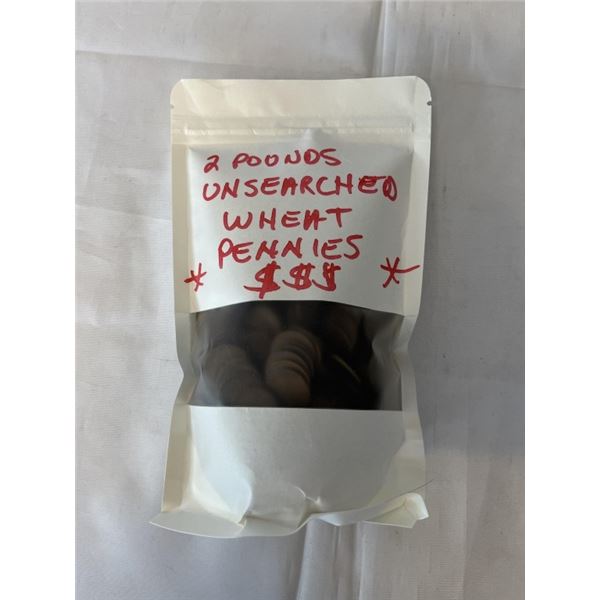 2 POUNDS
UNSEARCHED
WHEAT
PENNIES
* $$$ *